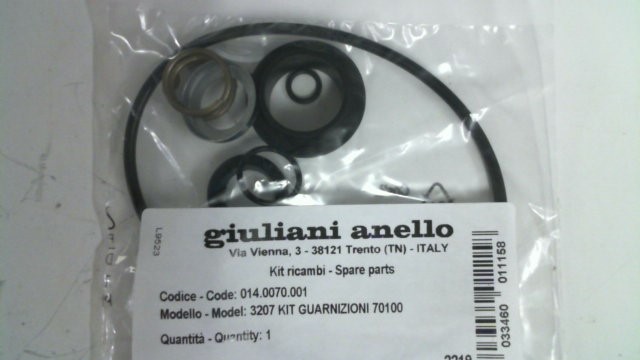 giuliani anello
Via Vienna, 3 - 38121 Trento (TN) - ITALY
Kit ricambi - Spare parts
Codice - Code: 014.0070.001
Modello - Model: 3207 KIT GUARNIZIONI 70100
Quantità - Quantity: 1
L9523
033460
011158